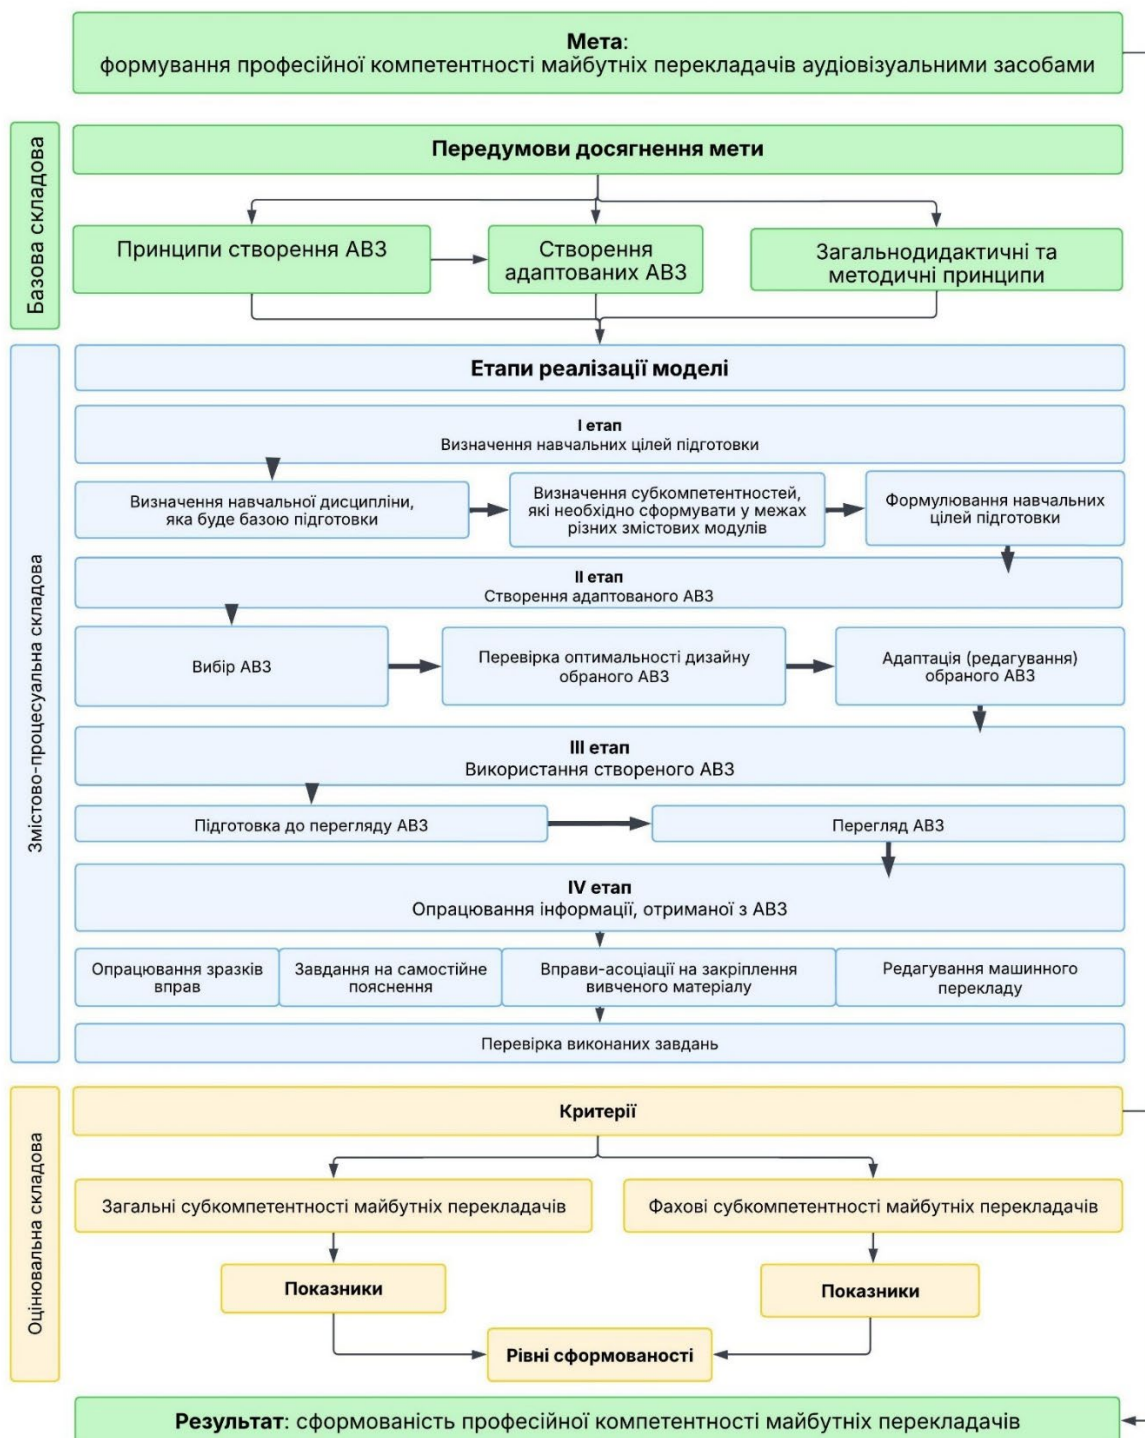 Мета:
формування професійної компетентності майбутніх перекладачів аудіовізуальними засобами
Базова складова
Передумови досягнення мети
Принципи створення АВЗ
Створення
адаптованих АВЗ
Загальнодидактичні та
методичні принципи
Змістово-процесуальна складова
Етапи реалізації моделі
І етап
Визначення навчальних цілей підготовки
Визначення навчальної дисципліни,
яка буде базою підготовки
Визначення субкомпетентностей,
які необхідно сформувати у межах
різних змістових модулів
Формулювання навчальних
цілей підготовки
ІІ етап
Створення адаптованого АВЗ
Вибір АВЗ
Перевірка оптимальності дизайну
обраного АВЗ
Адаптація (редагування)
обраного АВЗ
ІІІ етап
Використання створеного АВЗ
Підготовка до перегляду АВЗ
Перегляд АВЗ
IV етап
Опрацювання інформації, отриманої з АВЗ
Опрацювання зразків
вправ
Завдання на самостійне
пояснення
Вправи-асоціації на закріплення
вивченого матеріалу
Редагування машинного
перекладу
Перевірка виконаних завдань
Оцінювальна складова
Критерії
Загальні субкомпетентності майбутніх перекладачів
Фахові субкомпетентності майбутніх перекладачів
Показники
Показники
Рівні сформованості
Результат: сформованість професійної компетентності майбутніх перекладачів